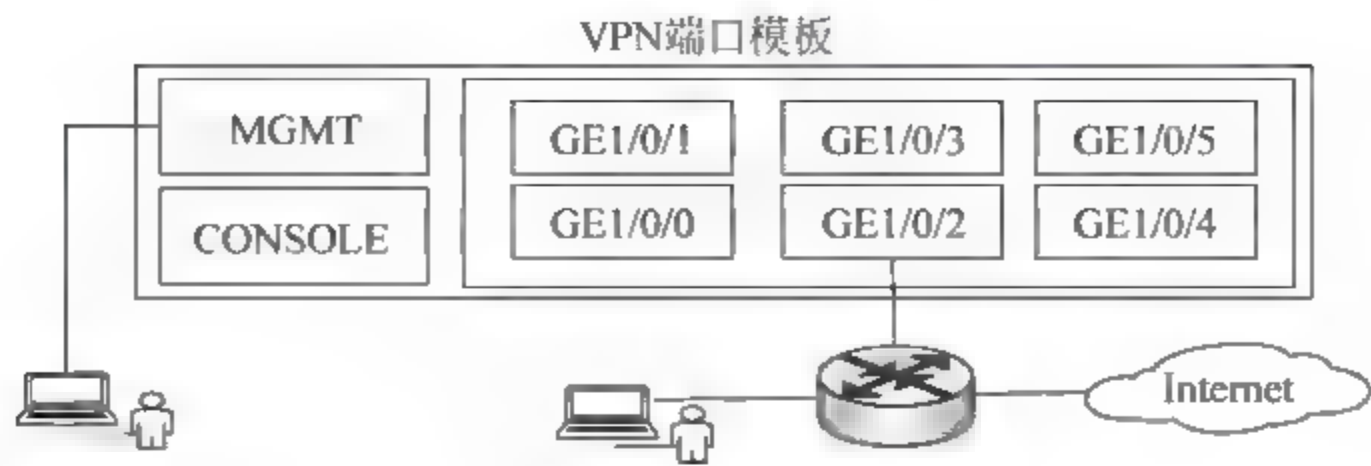 VPN端口模板
MGMT
GE1/0/1
GE1/0/3
GE1/0/5
CONSOLE
GE1/0/0
GE1/0/2
GE1/0/4
Internet